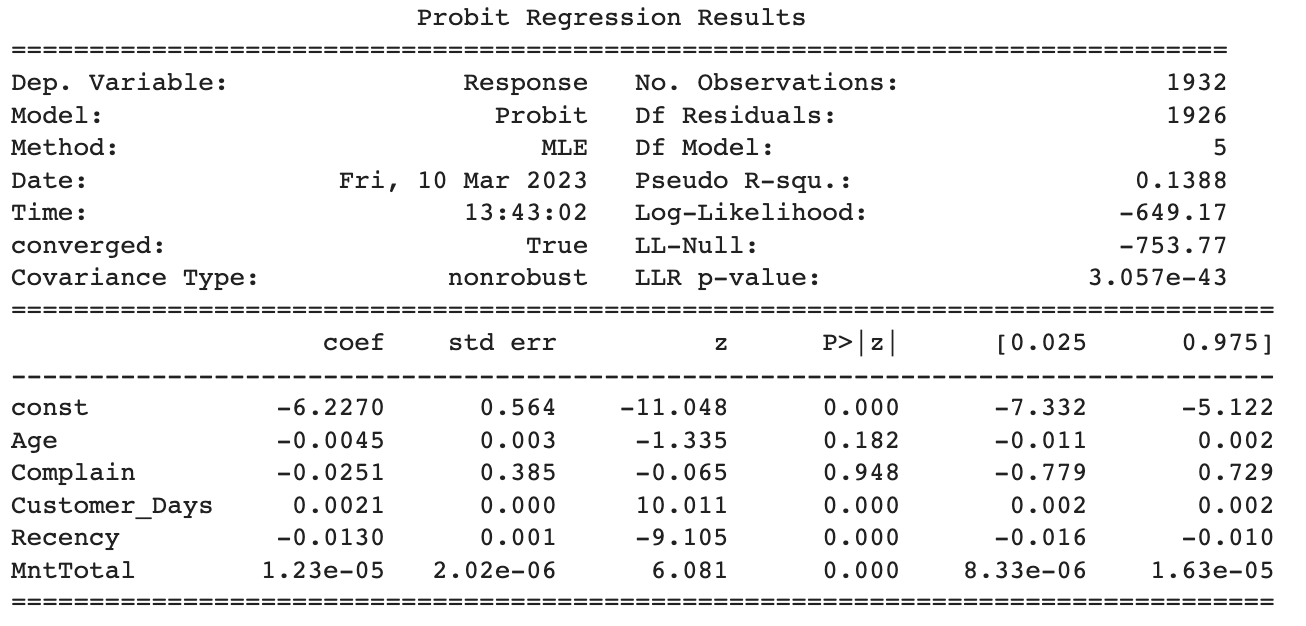 Probit Regression Results
==============================================================================
Dep. Variable: Response No. Observations: 1932
Model: Probit Df Residuals: 1926
Method: MLE Df Model: 5
Date: Fri, 10 Mar 2023 Pseudo R-squ.: 0.1388
Time: 13:43:02 Log-Likelihood: -649.17
converged: True LL-Null: -753.77
Covariance Type: nonrobust LLR p-value: 3.057e-43
=================================================================================
coef std err z P>|z| [0.025 0.975]
---------------------------------------------------------------------------------
const -6.2270 0.564 -11.048 0.000 -7.332 -5.122
Age -0.0045 0.003 -1.335 0.182 -0.011 0.002
Complain -0.0251 0.385 -0.065 0.948 -0.779 0.729
Customer_Days 0.0021 0.000 10.011 0.000 0.002 0.002
Recency -0.0130 0.001 -9.105 0.000 -0.016 -0.010
MntTotal 1.23e-05 2.02e-06 6.081 0.000 8.33e-06 1.63e-05
=================================================================================